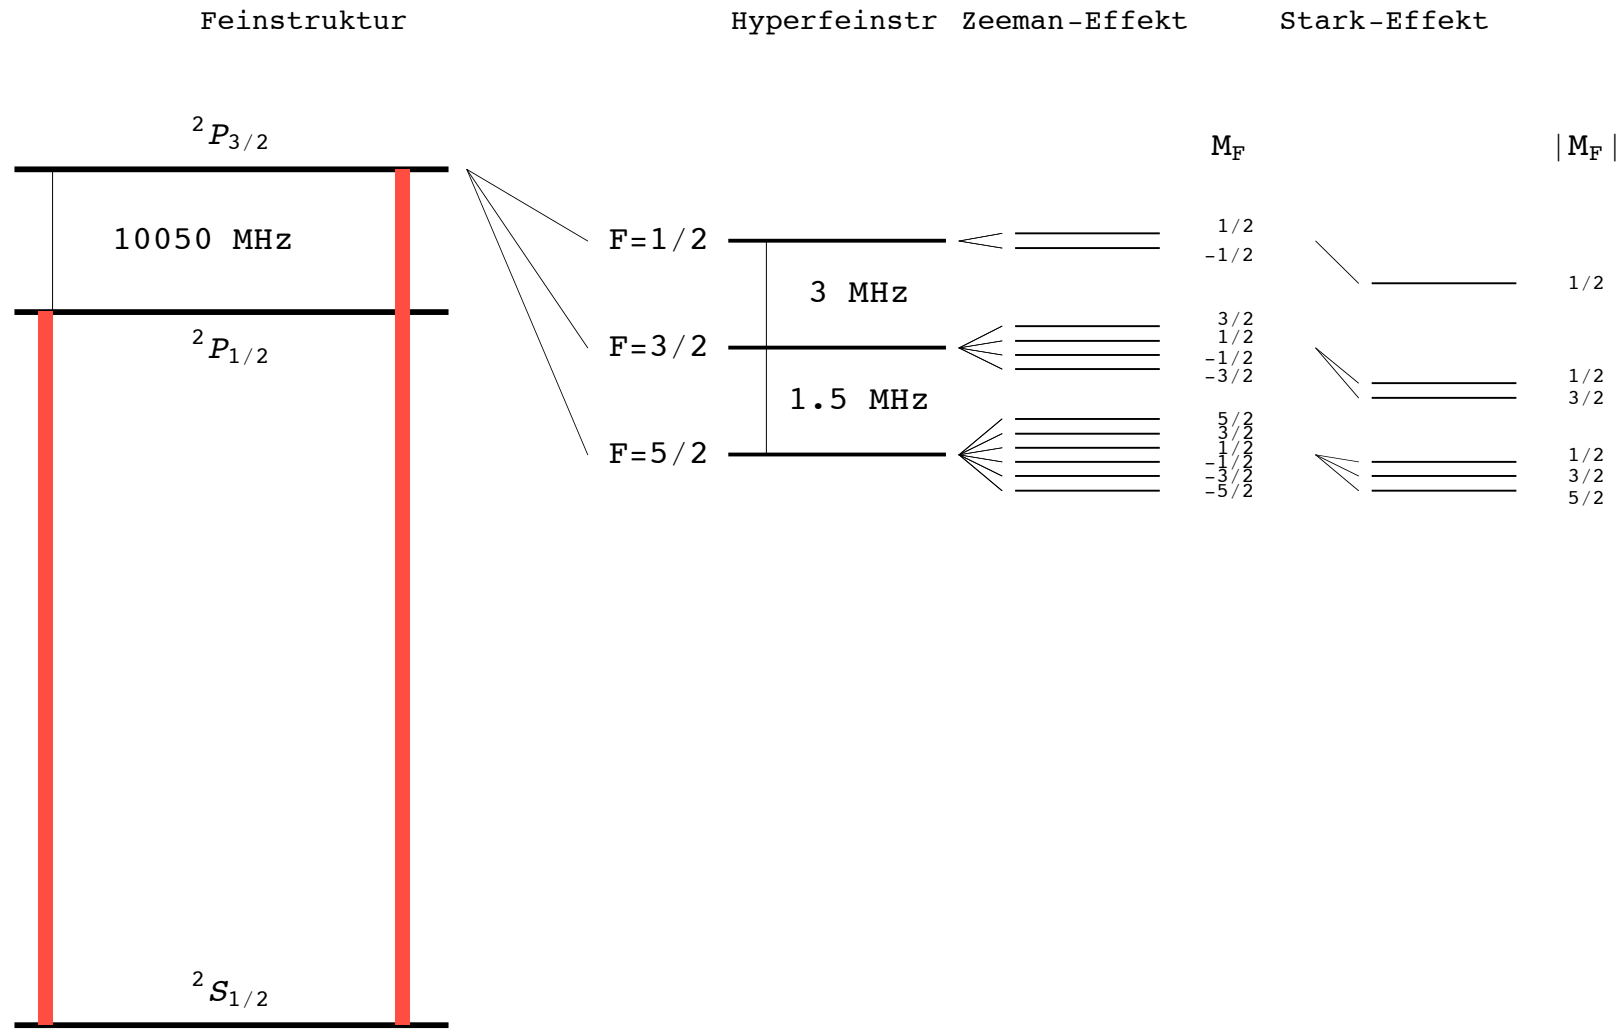 Feinstruktur
Hyperfeinstr
Zeeman-Effekt
Stark-Effekt
²P₃/₂
M_F
|M_F|
10050 MHz
²P₁/₂
²S₁/₂
F=1/2
3 MHz
F=3/2
1.5 MHz
F=5/2
1/2
-1/2
3/2
1/2
-1/2
-3/2
5/2
3/2
1/2
-1/2
-3/2
-5/2
1/2
1/2
3/2
1/2
3/2
5/2